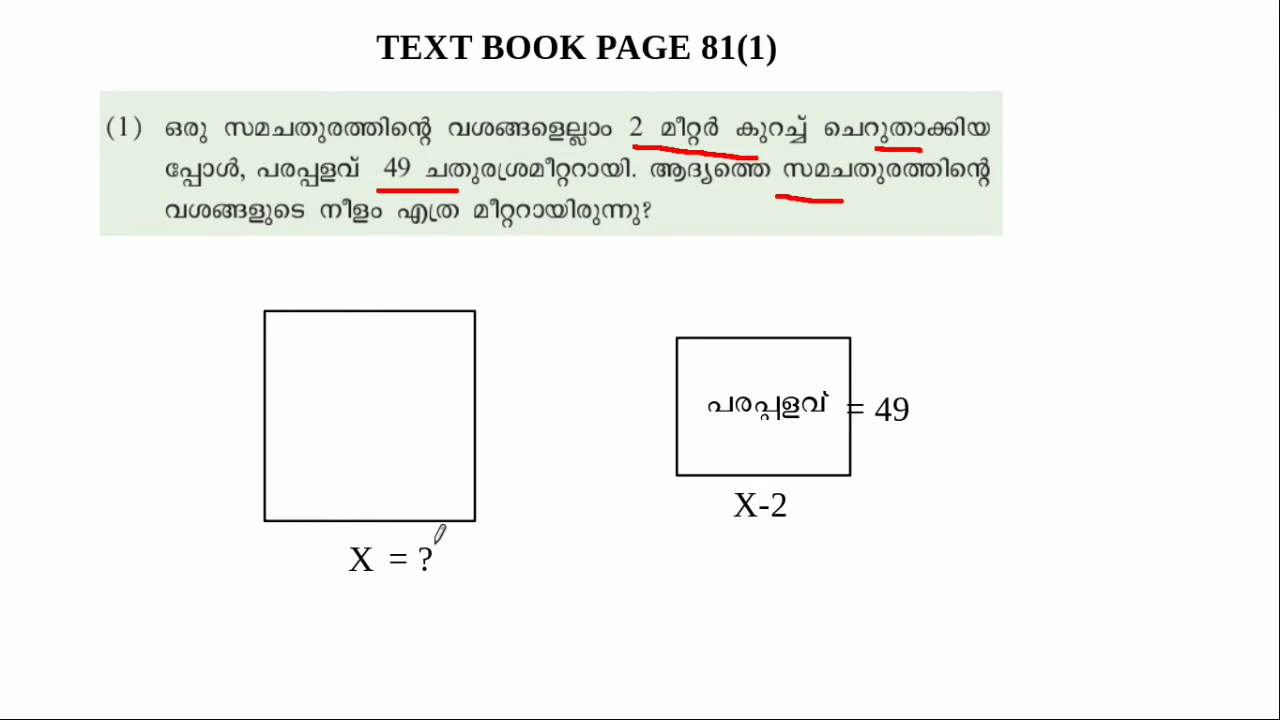 TEXT BOOK PAGE 81(1)
(1) ഒരു സമചതുരത്തിന്റെ വശങ്ങളെല്ലാം 2 മീറ്റർ കുറച്ച് ചെറുതാക്കിയ
പ്പോൾ, പരപ്പളവ് 49 ചതുരശ്രമീറ്ററായി. ആദ്യത്തെ സമചതുരത്തിന്റെ
വശങ്ങളുടെ നീളം എത്ര മീറ്ററായിരുന്നു?
പരപ്പളവ് = 49
X-2
X = ?